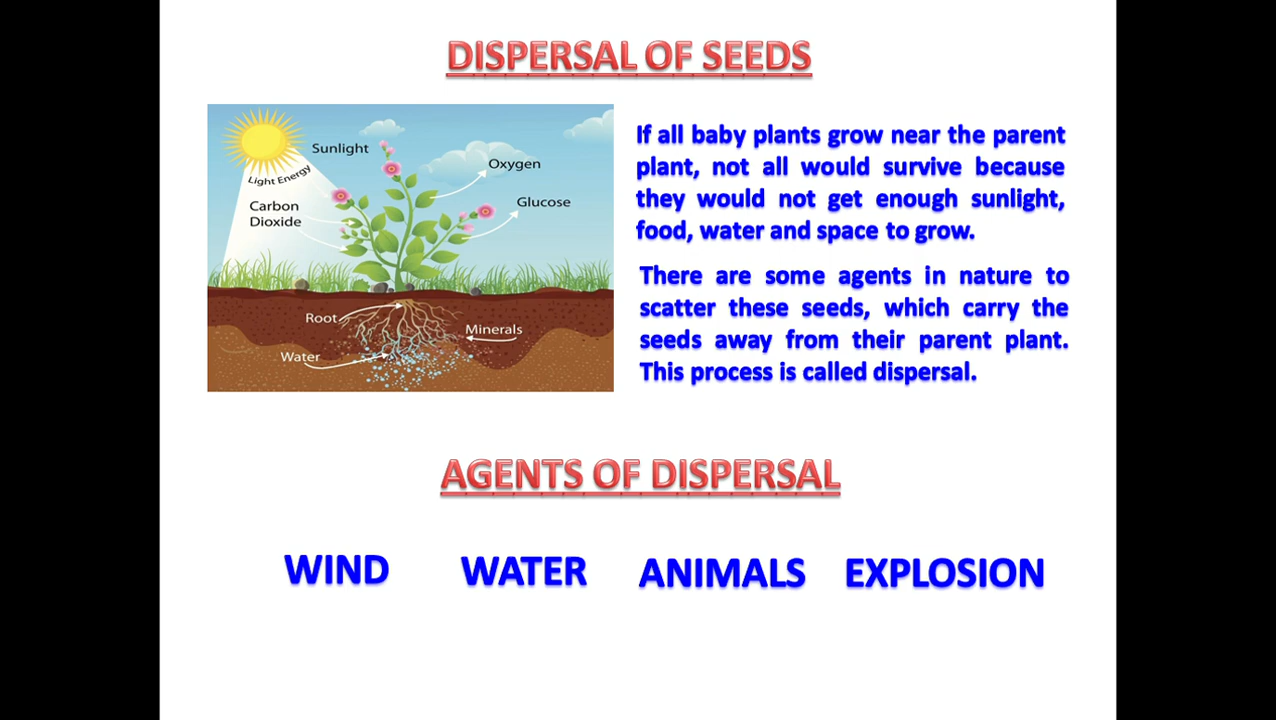 DISPERSAL OF SEEDS
Sunlight
Light Energy
Oxygen
Carbon
Dioxide
Glucose
Root
Minerals
Water
If all baby plants grow near the parent
plant, not all would survive because
they would not get enough sunlight,
food, water and space to grow.
There are some agents in nature to
scatter these seeds, which carry the
seeds away from their parent plant.
This process is called dispersal.
AGENTS OF DISPERSAL
WIND WATER ANIMALS EXPLOSION